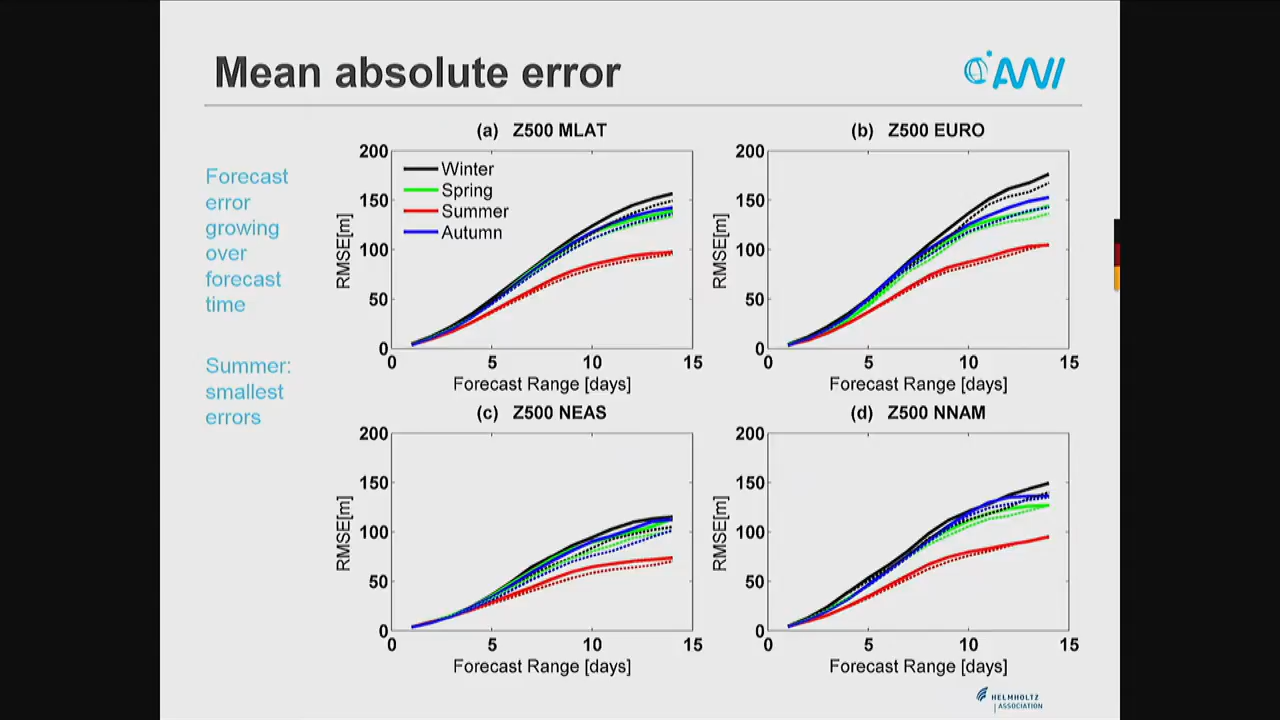 Mean absolute error
AWI
Forecast
error
growing
over
forecast
time
Summer:
smallest
errors
(a) Z500 MLAT
200
150
100
50
0
RMSE[m]
Winter
Spring
Summer
Autumn
0 5 10 15
Forecast Range [days]
(b) Z500 EURO
200
150
100
50
0
RMSE[m]
0 5 10 15
Forecast Range [days]
(c) Z500 NEAS
200
150
100
50
0
RMSE[m]
0 5 10 15
Forecast Range [days]
(d) Z500 NNAM
200
150
100
50
0
RMSE[m]
0 5 10 15
Forecast Range [days]
HELMHOLTZ
ASSOCIATION